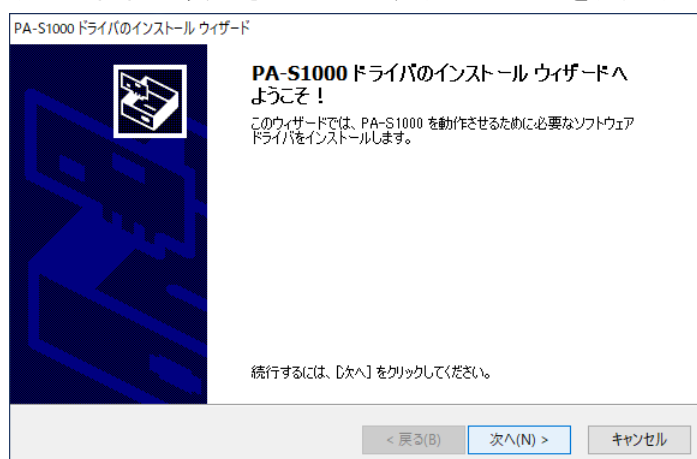 PA-S1000 ドライバのインストール ウィザード
PA-S1000 ドライバのインストール ウィザードへ
ようこそ！
このウィザードでは、PA-S1000 を動作させるために必要なソフトウェア
ドライバをインストールします。
続行するには、[次へ] をクリックしてください。
< 戻る(B)
次へ(N) >
キャンセル